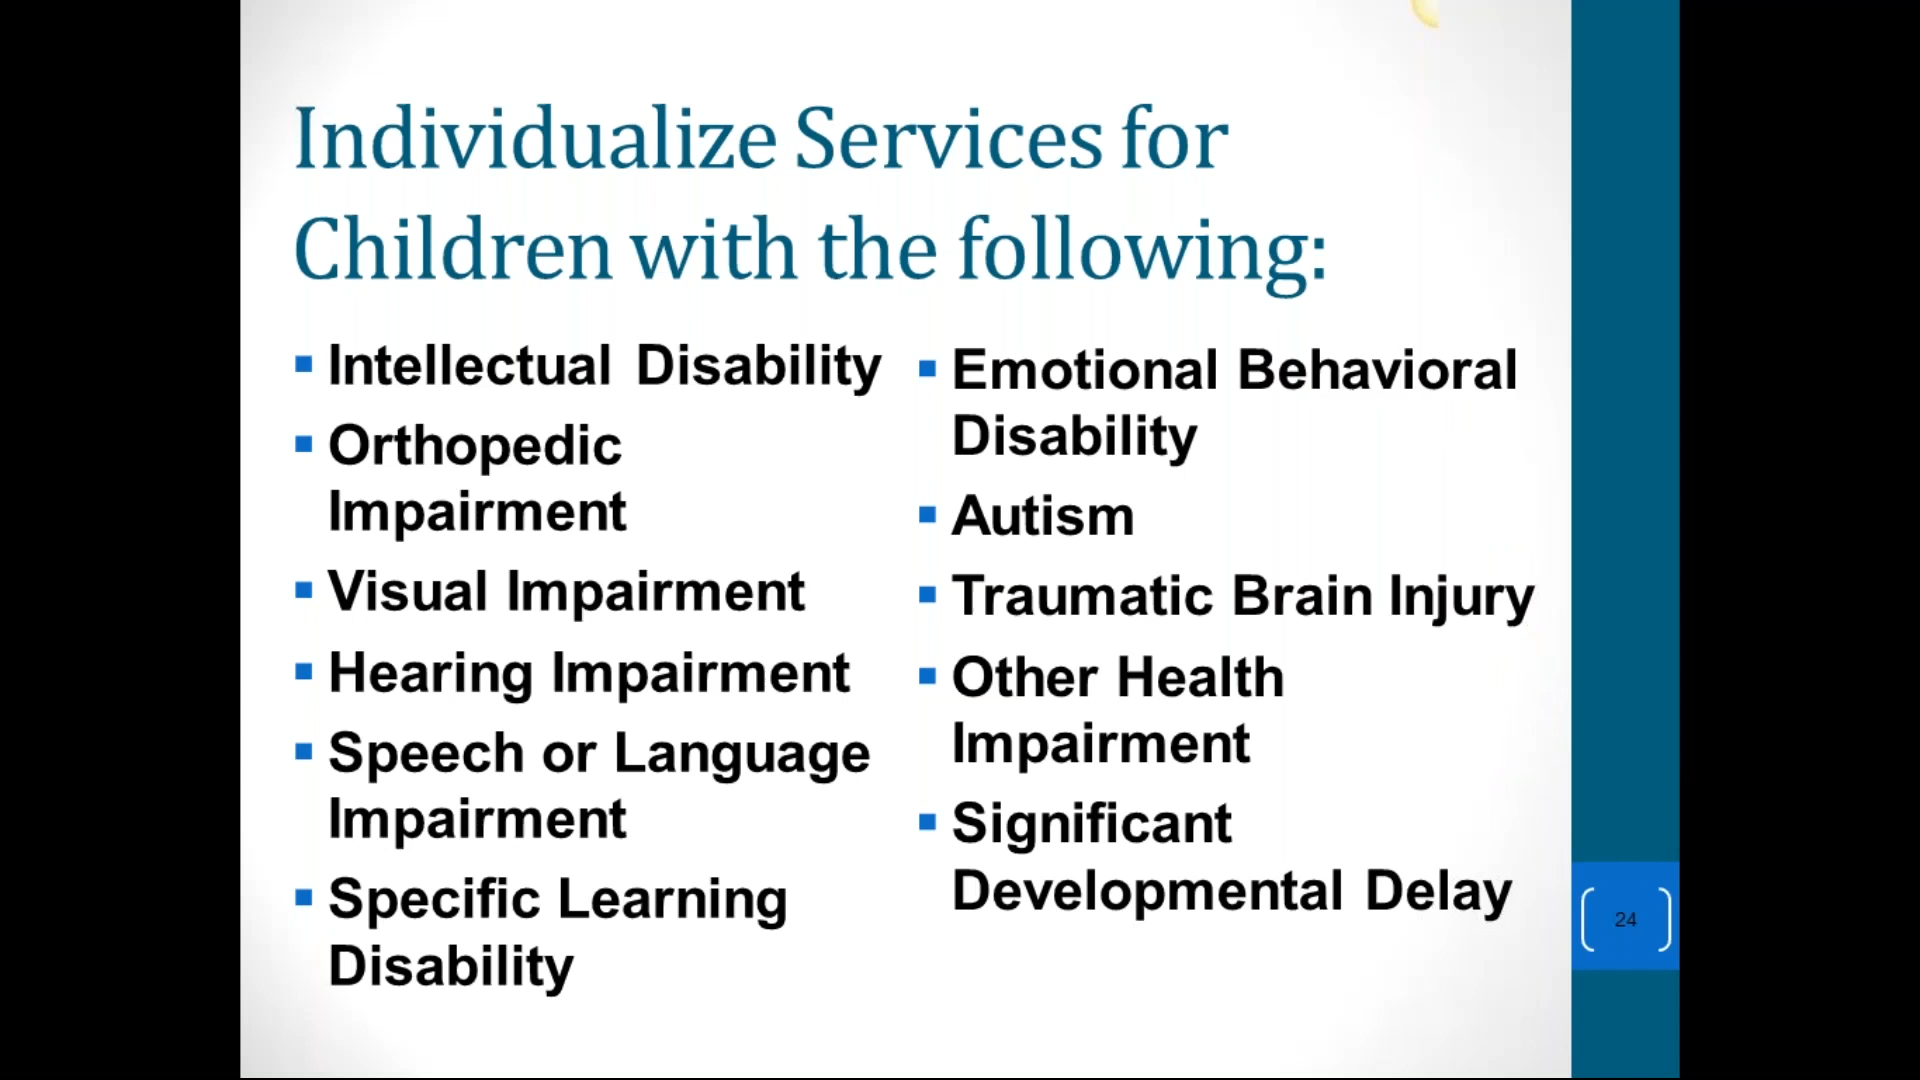 Individualize Services for
Children with the following:
Intellectual Disability
Orthopedic
Impairment
Visual Impairment
Hearing Impairment
Speech or Language
Impairment
Specific Learning
Disability
Emotional Behavioral
Disability
Autism
Traumatic Brain Injury
Other Health
Impairment
Significant
Developmental Delay
24